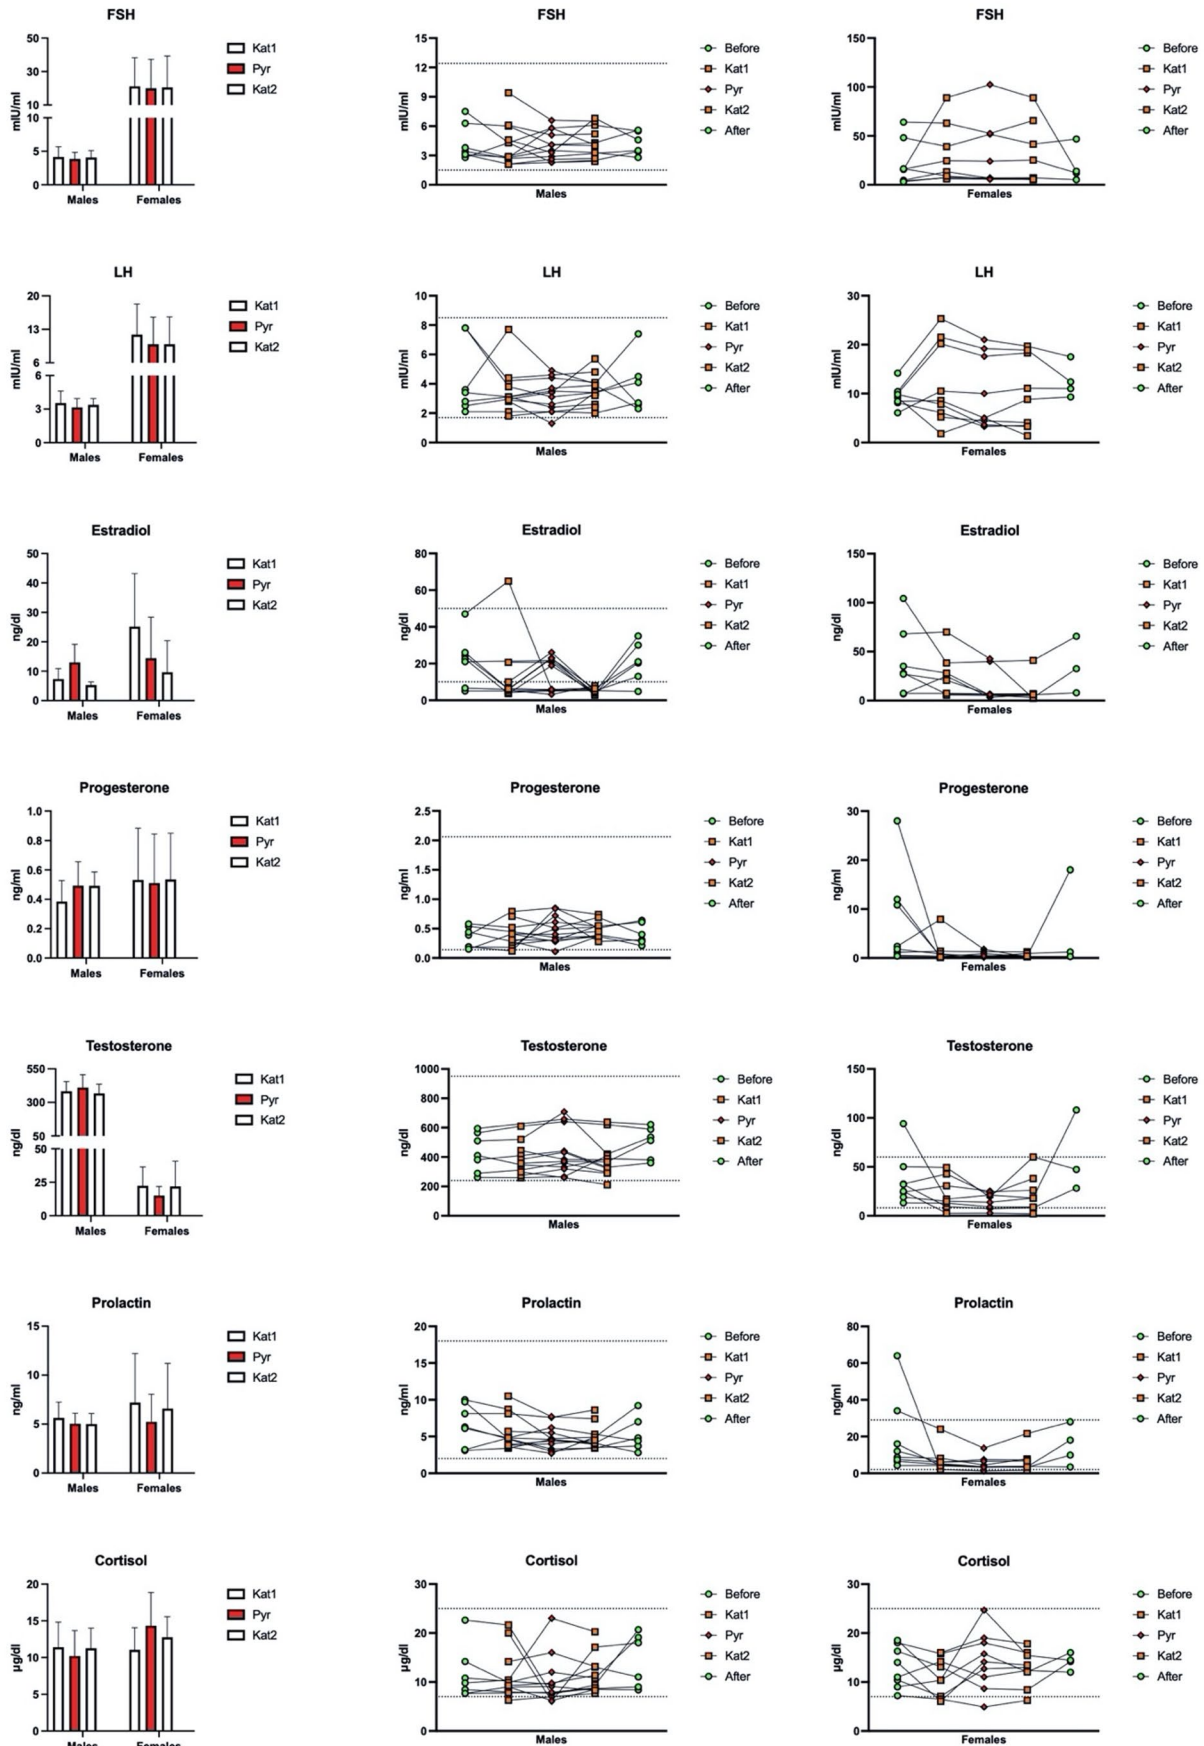 FSH
50
30
10
10
5
0
mIU/ml
Males Females
Kat1
Pyr
Kat2
FSH
15
12
9
6
3
0
mIU/ml
Males
Before
Kat1
Pyr
Kat2
After
FSH
150
100
50
0
mIU/ml
Females
Before
Kat1
Pyr
Kat2
After
LH
20
13
6
6
3
0
mIU/ml
Males Females
Kat1
Pyr
Kat2
LH
10
8
6
4
2
0
mIU/ml
Males
Before
Kat1
Pyr
Kat2
After
LH
30
20
10
0
mIU/ml
Females
Before
Kat1
Pyr
Kat2
After
Estradiol
50
40
30
20
10
0
ng/dl
Males Females
Kat1
Pyr
Kat2
Estradiol
80
60
40
20
0
ng/dl
Males
Before
Kat1
Pyr
Kat2
After
Estradiol
150
100
50
0
ng/dl
Females
Before
Kat1
Pyr
Kat2
After
Progesterone
1.0
0.8
0.6
0.4
0.2
0.0
ng/ml
Males Females
Kat1
Pyr
Kat2
Progesterone
2.5
2.0
1.5
1.0
0.5
0.0
ng/ml
Males
Before
Kat1
Pyr
Kat2
After
Progesterone
30
20
10
0
ng/ml
Females
Before
Kat1
Pyr
Kat2
After
Testosterone
550
300
50
50
25
0
ng/dl
Males Females
Kat1
Pyr
Kat2
Testosterone
1000
800
600
400
200
0
ng/dl
Males
Before
Kat1
Pyr
Kat2
After
Testosterone
150
100
50
0
ng/dl
Females
Before
Kat1
Pyr
Kat2
After
Prolactin
15
10
5
0
ng/ml
Males Females
Kat1
Pyr
Kat2
Prolactin
20
15
10
5
0
ng/ml
Males
Before
Kat1
Pyr
Kat2
After
Prolactin
80
60
40
20
0
ng/ml
Females
Before
Kat1
Pyr
Kat2
After
Cortisol
20
15
10
5
0
µg/dl
Males Females
Kat1
Pyr
Kat2
Cortisol
30
20
10
0
µg/dl
Males
Before
Kat1
Pyr
Kat2
After
Cortisol
30
20
10
0
µg/dl
Females
Before
Kat1
Pyr
Kat2
After